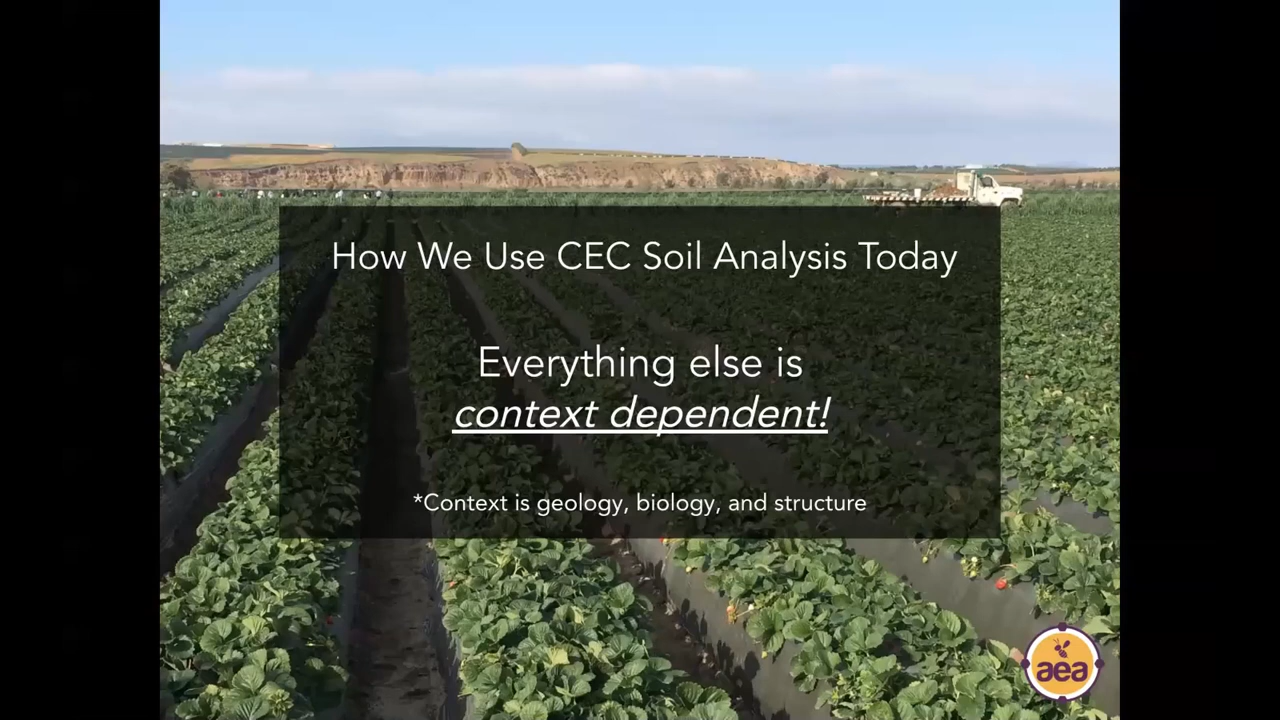 How We Use CEC Soil Analysis Today
Everything else is
context dependent!
*Context is geology, biology, and structure
aea